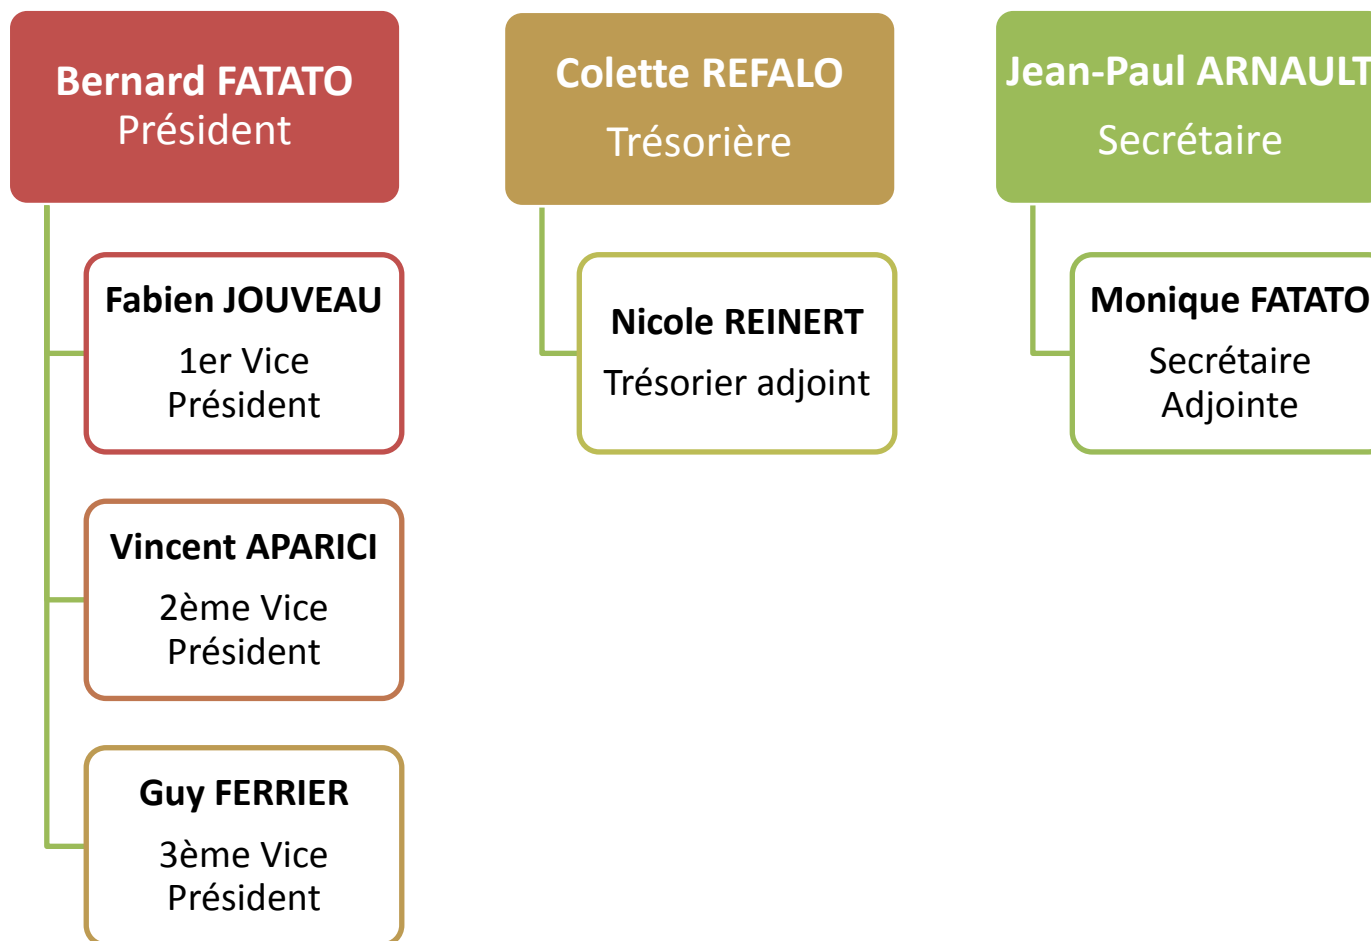 Bernard FATATO
Président
Fabien JOUVEAU
1er Vice
Président
Vincent APARICI
2ème Vice
Président
Guy FERRIER
3ème Vice
Président
Colette REFALO
Trésorière
Nicole REINERT
Trésorier adjoint
Jean-Paul ARNAULT
Secrétaire
Monique FATATO
Secrétaire
Adjointe